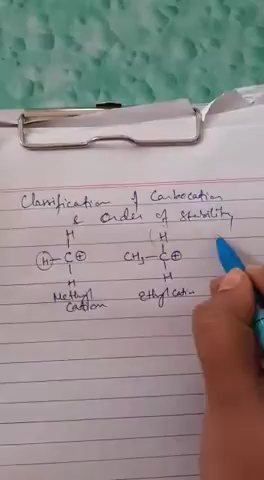 Classification of Carbocation
& Order of Stability
H H
H-C⊕ CH₃-C⊕
H H
Methyl Ethyl Cation
Cation